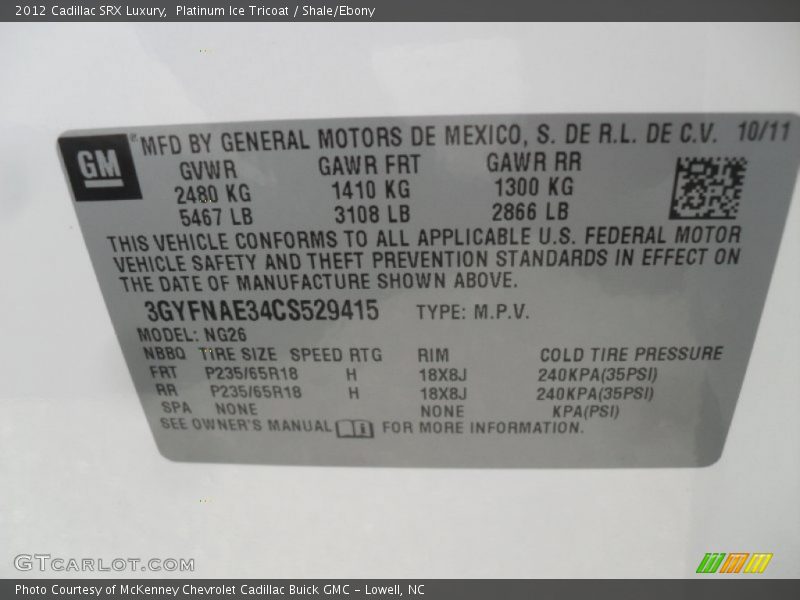 2012 Cadillac SRX Luxury,  Platinum Ice Tricoat / Shale/Ebony
GM ® MFD BY GENERAL MOTORS DE MEXICO, S. DE R.L. DE C.V. 10/11
GVWR GAWR FRT GAWR RR
2480 KG 1410 KG 1300 KG
5467 LB 3108 LB 2866 LB
THIS VEHICLE CONFORMS TO ALL APPLICABLE U.S. FEDERAL MOTOR
VEHICLE SAFETY AND THEFT PREVENTION STANDARDS IN EFFECT ON
THE DATE OF MANUFACTURE SHOWN ABOVE.
3GYFNAE34CS529415 TYPE: M.P.V.
MODEL: NG26
NBBQ TIRE SIZE SPEED RTG RIM COLD TIRE PRESSURE
FRT P235/65R18 H 18X8J 240KPA(35PSI)
RR P235/65R18 H 18X8J 240KPA(35PSI)
SPA NONE NONE KPA(PSI)
SEE OWNER'S MANUAL FOR MORE INFORMATION.
GTCARLOT.COM
Photo Courtesy of McKenney Chevrolet Cadillac Buick GMC - Lowell, NC